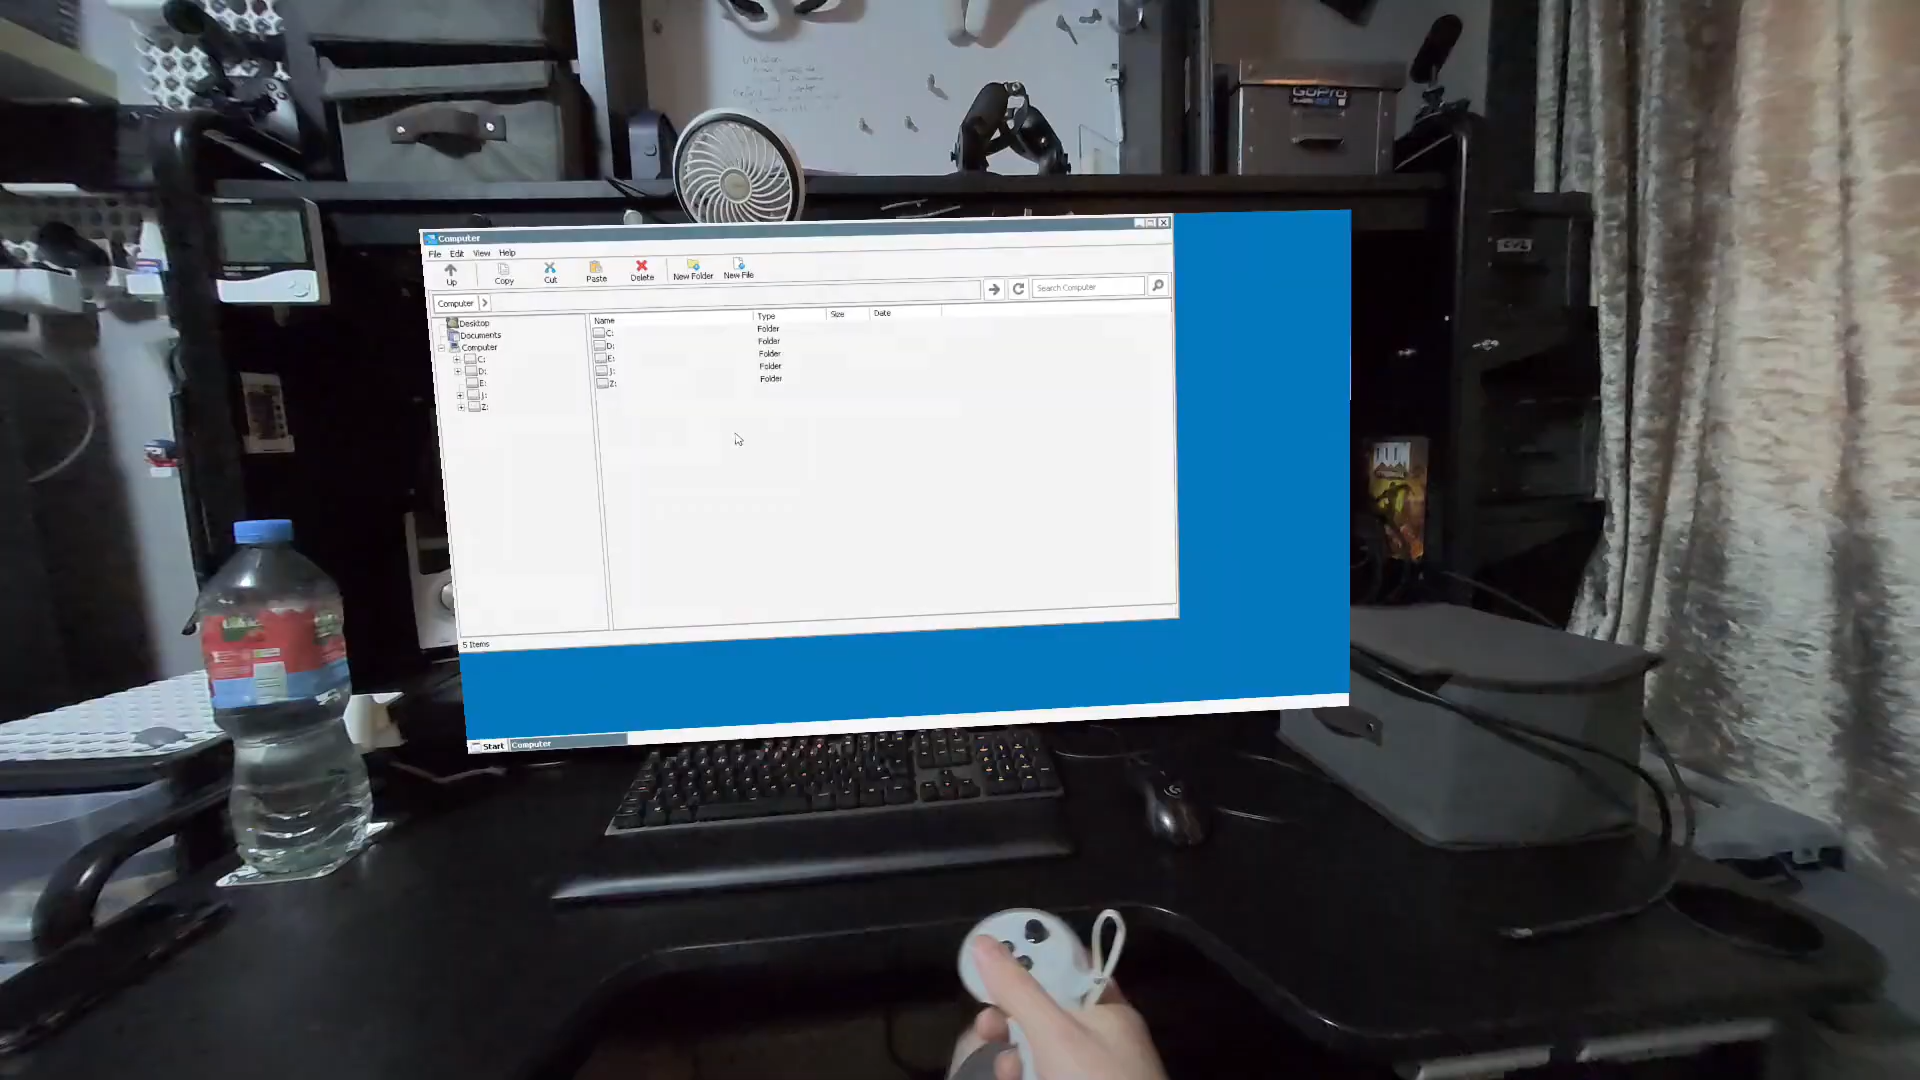 GoPro
Computer
File Edit View Help
Up Copy Cut Paste Delete New Folder New File
Computer
Search Computer
Desktop
Documents
Computer
C:
D:
E:
J:
Z:
Name Type Size Date
C: Folder
D: Folder
E: Folder
J: Folder
Z: Folder
5 Items
Start Computer